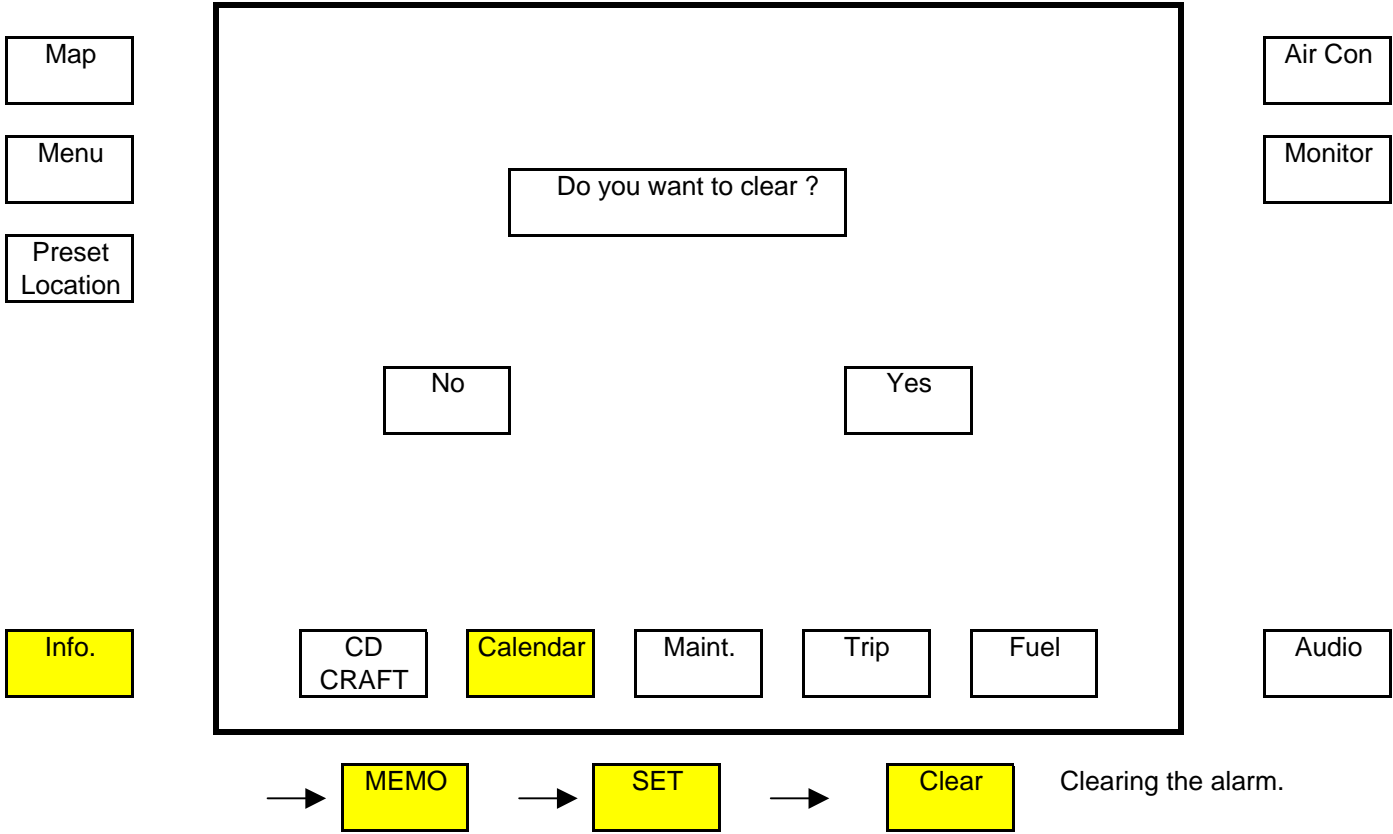 Map
Air Con
Menu
Monitor
Do you want to clear ?
Preset
Location
No
Yes
Info.
CD
CRAFT
Calendar
Maint.
Trip
Fuel
Audio
MEMO
SET
Clear
Clearing the alarm.